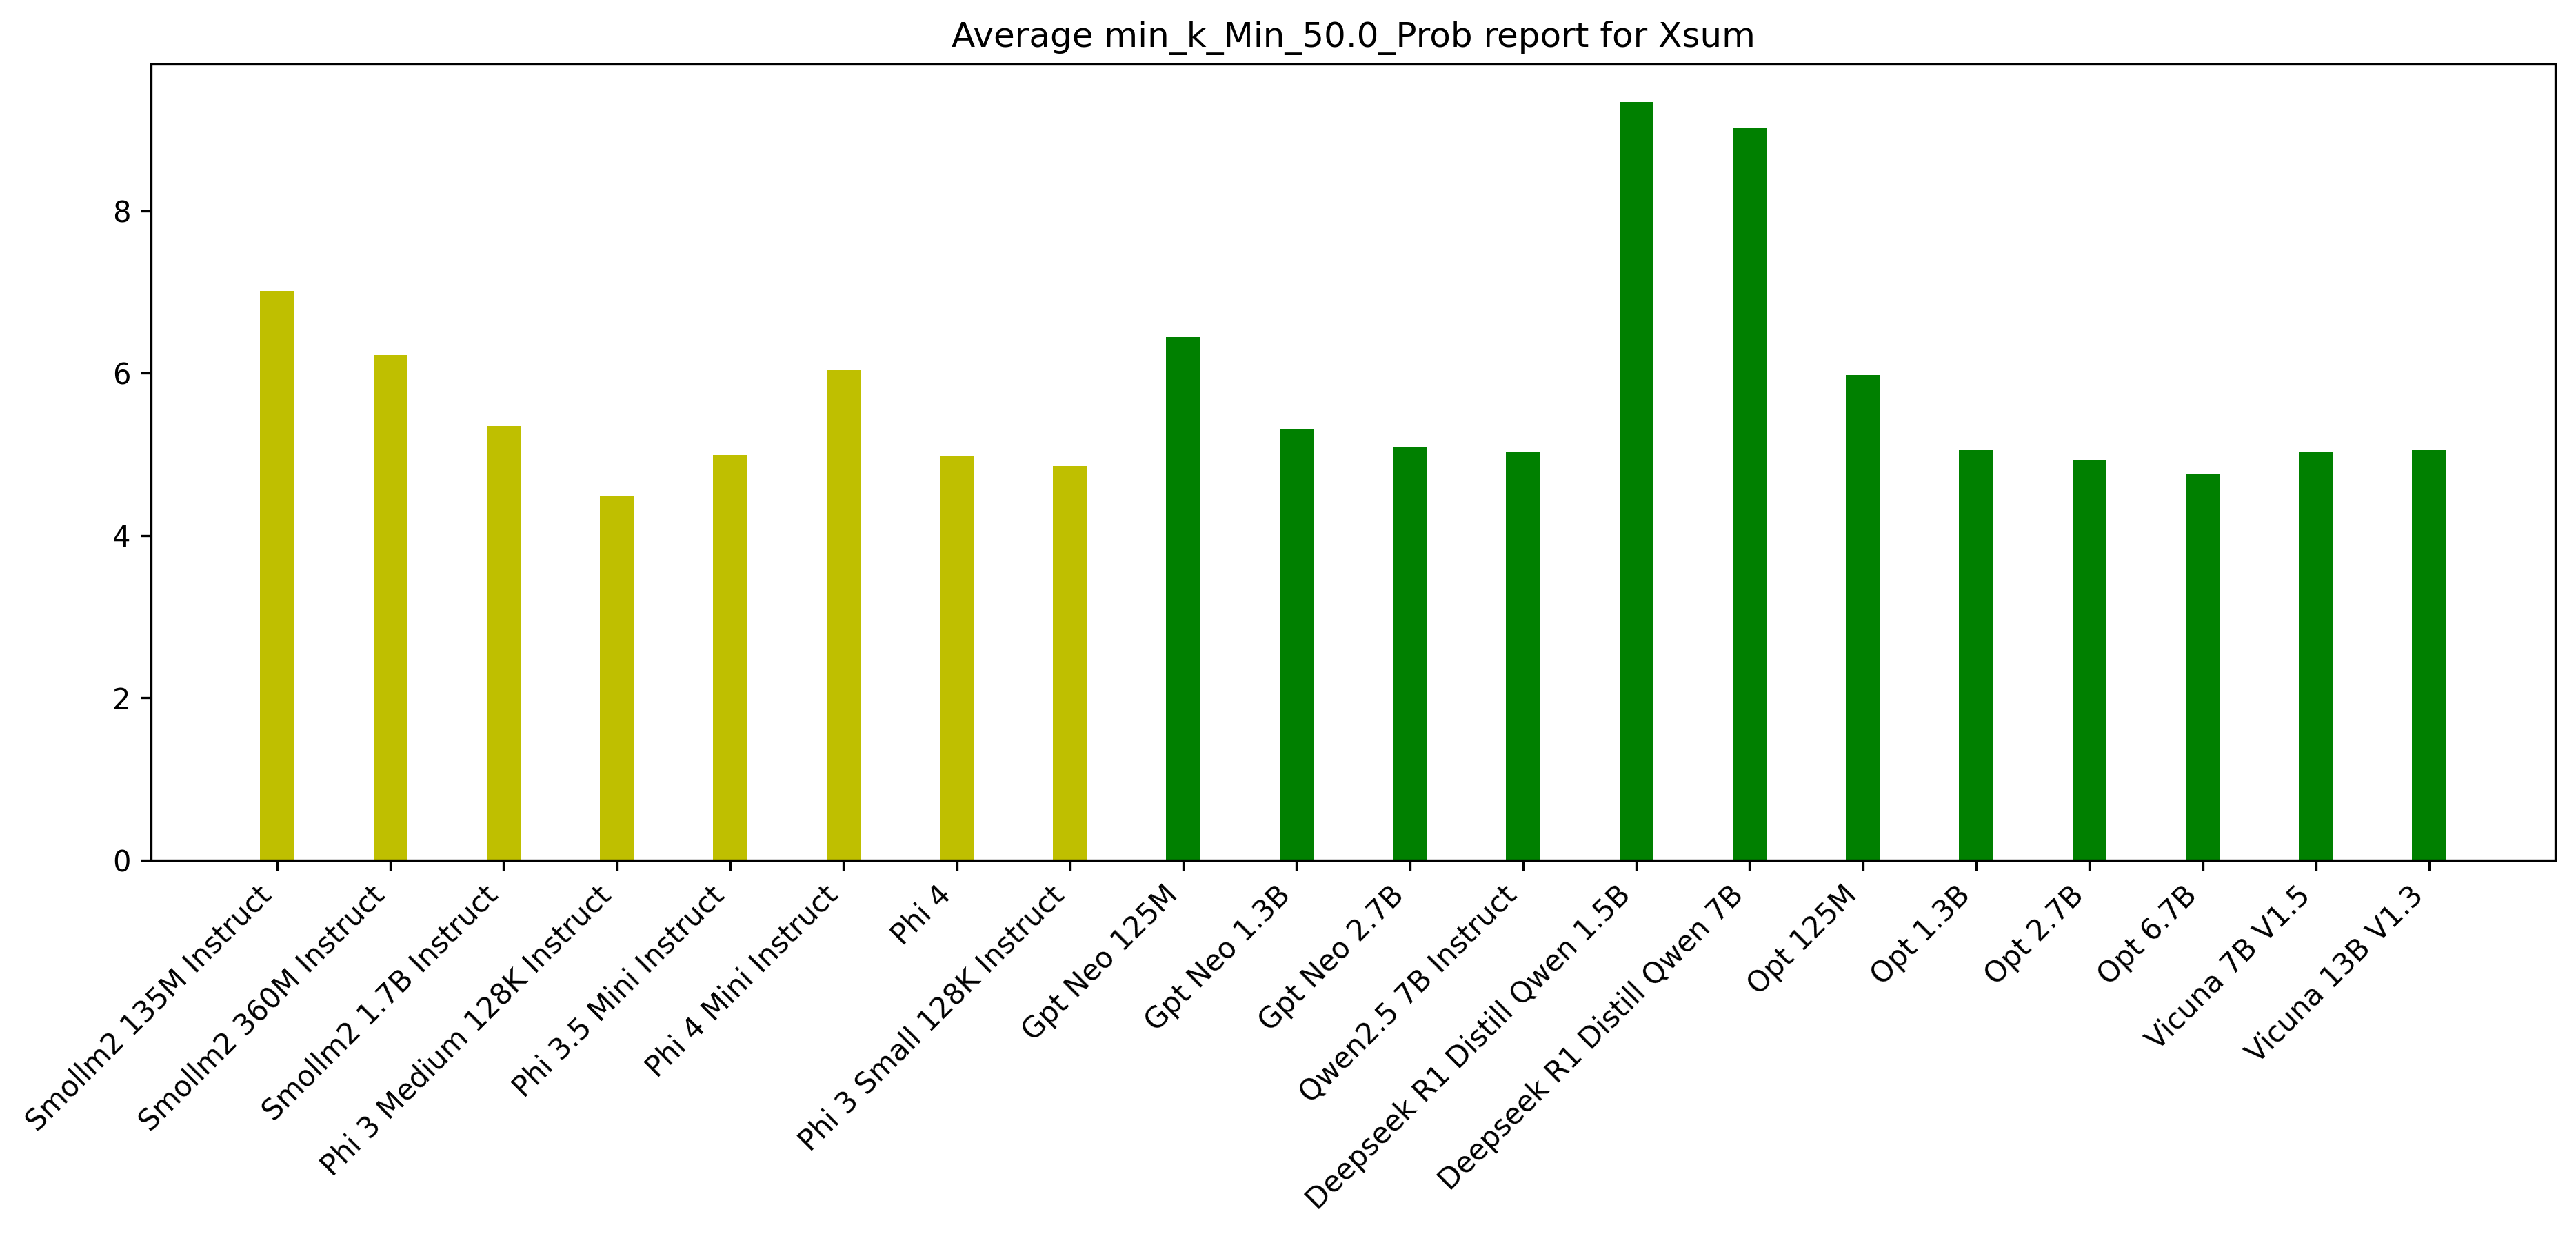 Average min_k_Min_50.0_Prob report for Xsum
8
6
4
2
0
Smollm2 135M Instruct
Smollm2 360M Instruct
Smollm2 1.7B Instruct
Phi 3 Medium 128K Instruct
Phi 3.5 Mini Instruct
Phi 4 Mini Instruct
Phi 4
Phi 3 Small 128K Instruct
Gpt Neo 125M
Gpt Neo 1.3B
Gpt Neo 2.7B
Qwen2.5 7B Instruct
Deepseek R1 Distill Qwen 1.5B
Deepseek R1 Distill Qwen 7B
Opt 125M
Opt 1.3B
Opt 2.7B
Opt 6.7B
Vicuna 7B V1.5
Vicuna 13B V1.3